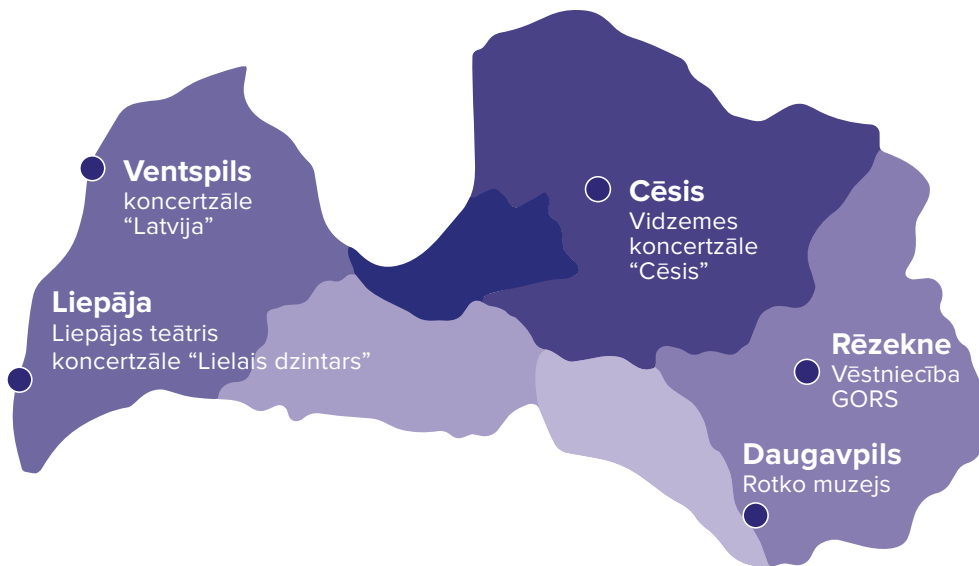 Ventspils
koncertzāle
“Latvija”
Liepāja
Liepājas teātris
koncertzāle “Lielais dzintars”
Cēsis
Vidzemes
koncertzāle
“Cēsis”
Rēzekne
Vēstniecība
GORS
Daugavpils
Rotko muzejs